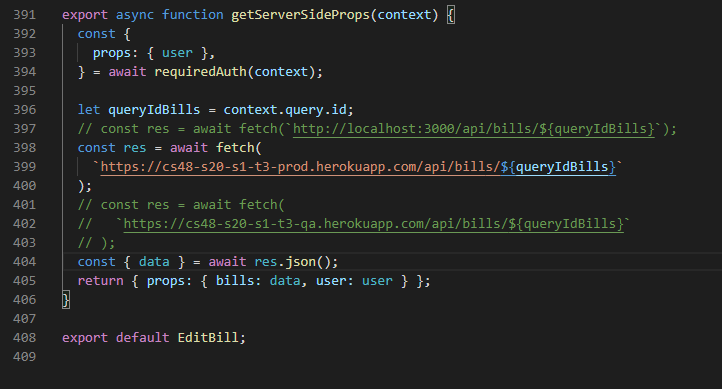 391 export async function getServerSideProps(context) {
392   const {
393     props: { user },
394   } = await requiredAuth(context);
395
396   let queryIdBills = context.query.id;
397   // const res = await fetch(`http://localhost:3000/api/bills/${queryIdBills}`);
398   const res = await fetch(
399     `https://cs48-s20-s1-t3-prod.herokuapp.com/api/bills/${queryIdBills}`
400   );
401   // const res = await fetch(
402   //   `https://cs48-s20-s1-t3-qa.herokuapp.com/api/bills/${queryIdBills}`
403   // );
404   const { data } = await res.json();
405   return { props: { bills: data, user: user } };
406 }
407
408 export default EditBill;
409